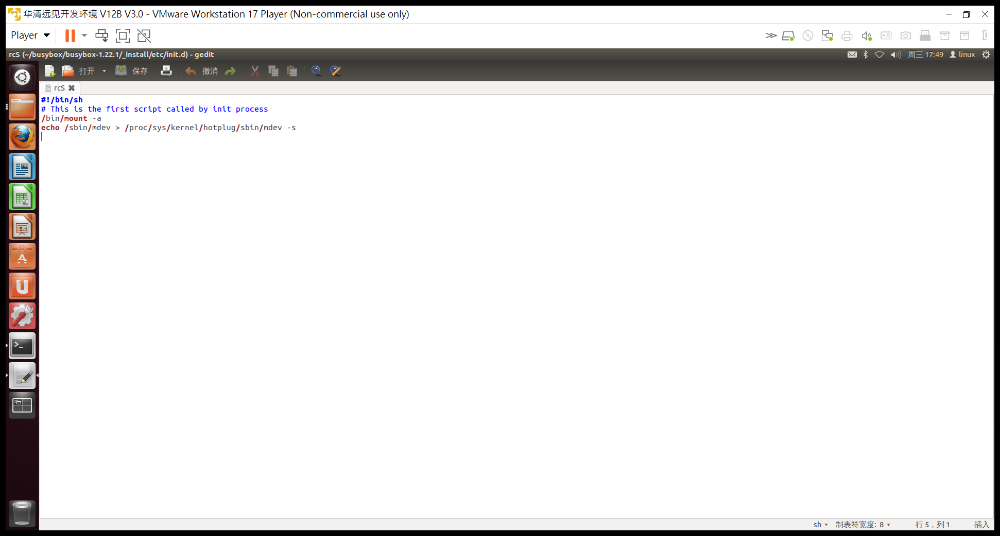 华清远见开发环境 V12B V3.0 - VMware Workstation 17 Player (Non-commercial use only)
Player
rcS (~/busybox/busybox-1.22.1/_install/etc/init.d) - gedit
周三 17:49 linux
打开 保存 撤消
rcS
#!/bin/sh
# This is the first script called by init process
/bin/mount -a
echo /sbin/mdev > /proc/sys/kernel/hotplug/sbin/mdev -s
sh 制表符宽度: 8 行 5，列 1 插入